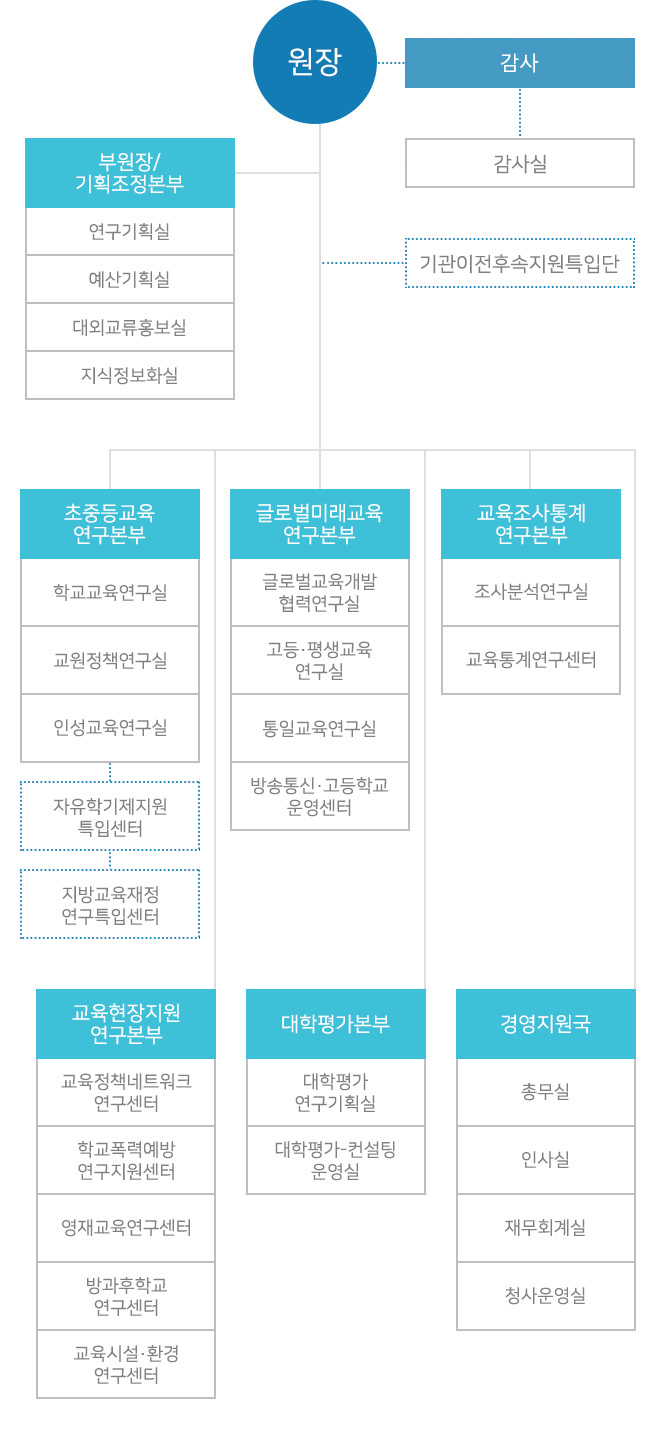 원장
감사
감사실
부원장/
기획조정본부
연구기획실
예산기획실
대외교류홍보실
지식정보화실
기관이전후속지원특입단
초중등교육
연구본부
학교교육연구실
교원정책연구실
인성교육연구실
자유학기제지원
특입센터
지방교육재정
연구특입센터
글로벌미래교육
연구본부
글로벌교육개발
협력연구실
고등·평생교육
연구실
통일교육연구실
방송통신·고등학교
운영센터
교육조사통계
연구본부
조사분석연구실
교육통계연구센터
교육현장지원
연구본부
교육정책네트워크
연구센터
학교폭력예방
연구지원센터
영재교육연구센터
방과후학교
연구센터
교육시설·환경
연구센터
대학평가본부
대학평가
연구기획실
대학평가-컨설팅
운영실
경영지원국
총무실
인사실
재무회계실
청사운영실